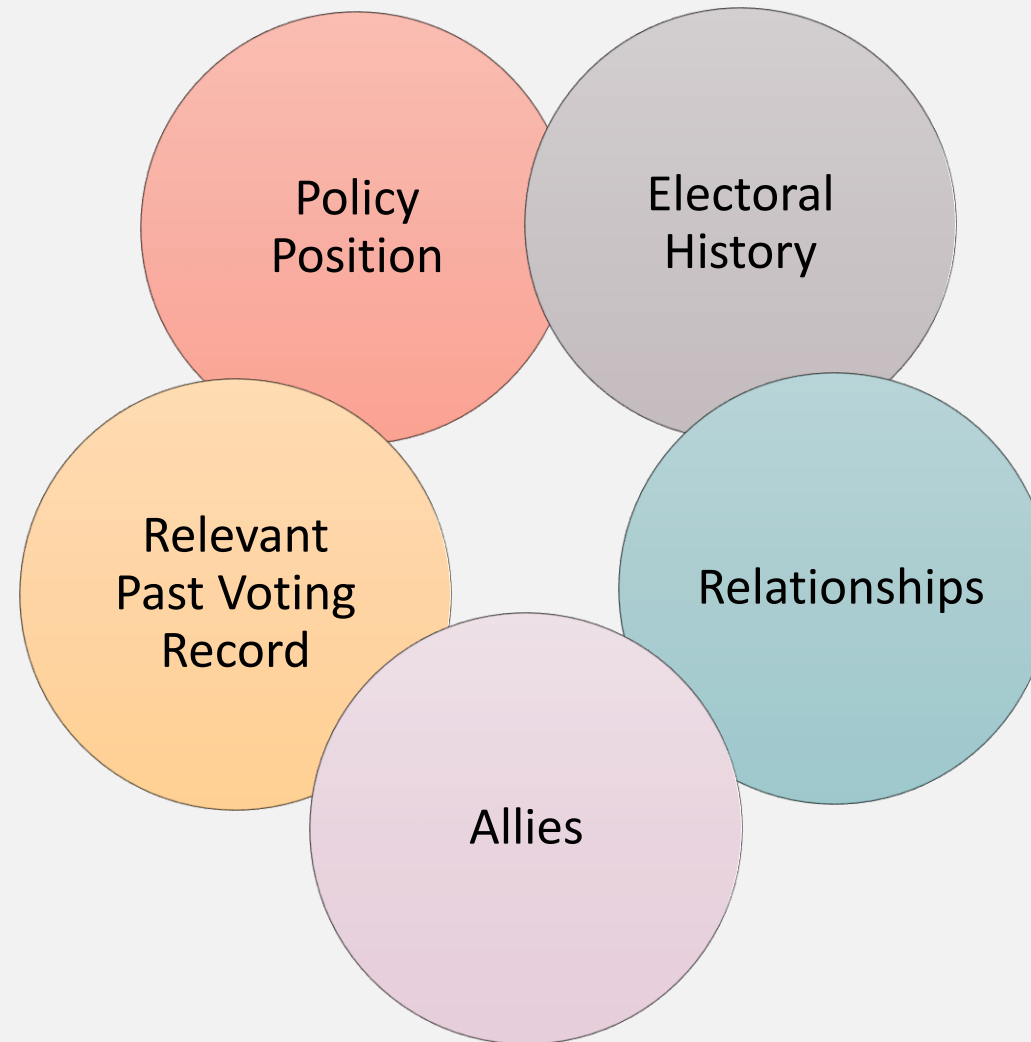 Policy
Position
Electoral
History
Relevant
Past Voting
Record
Relationships
Allies